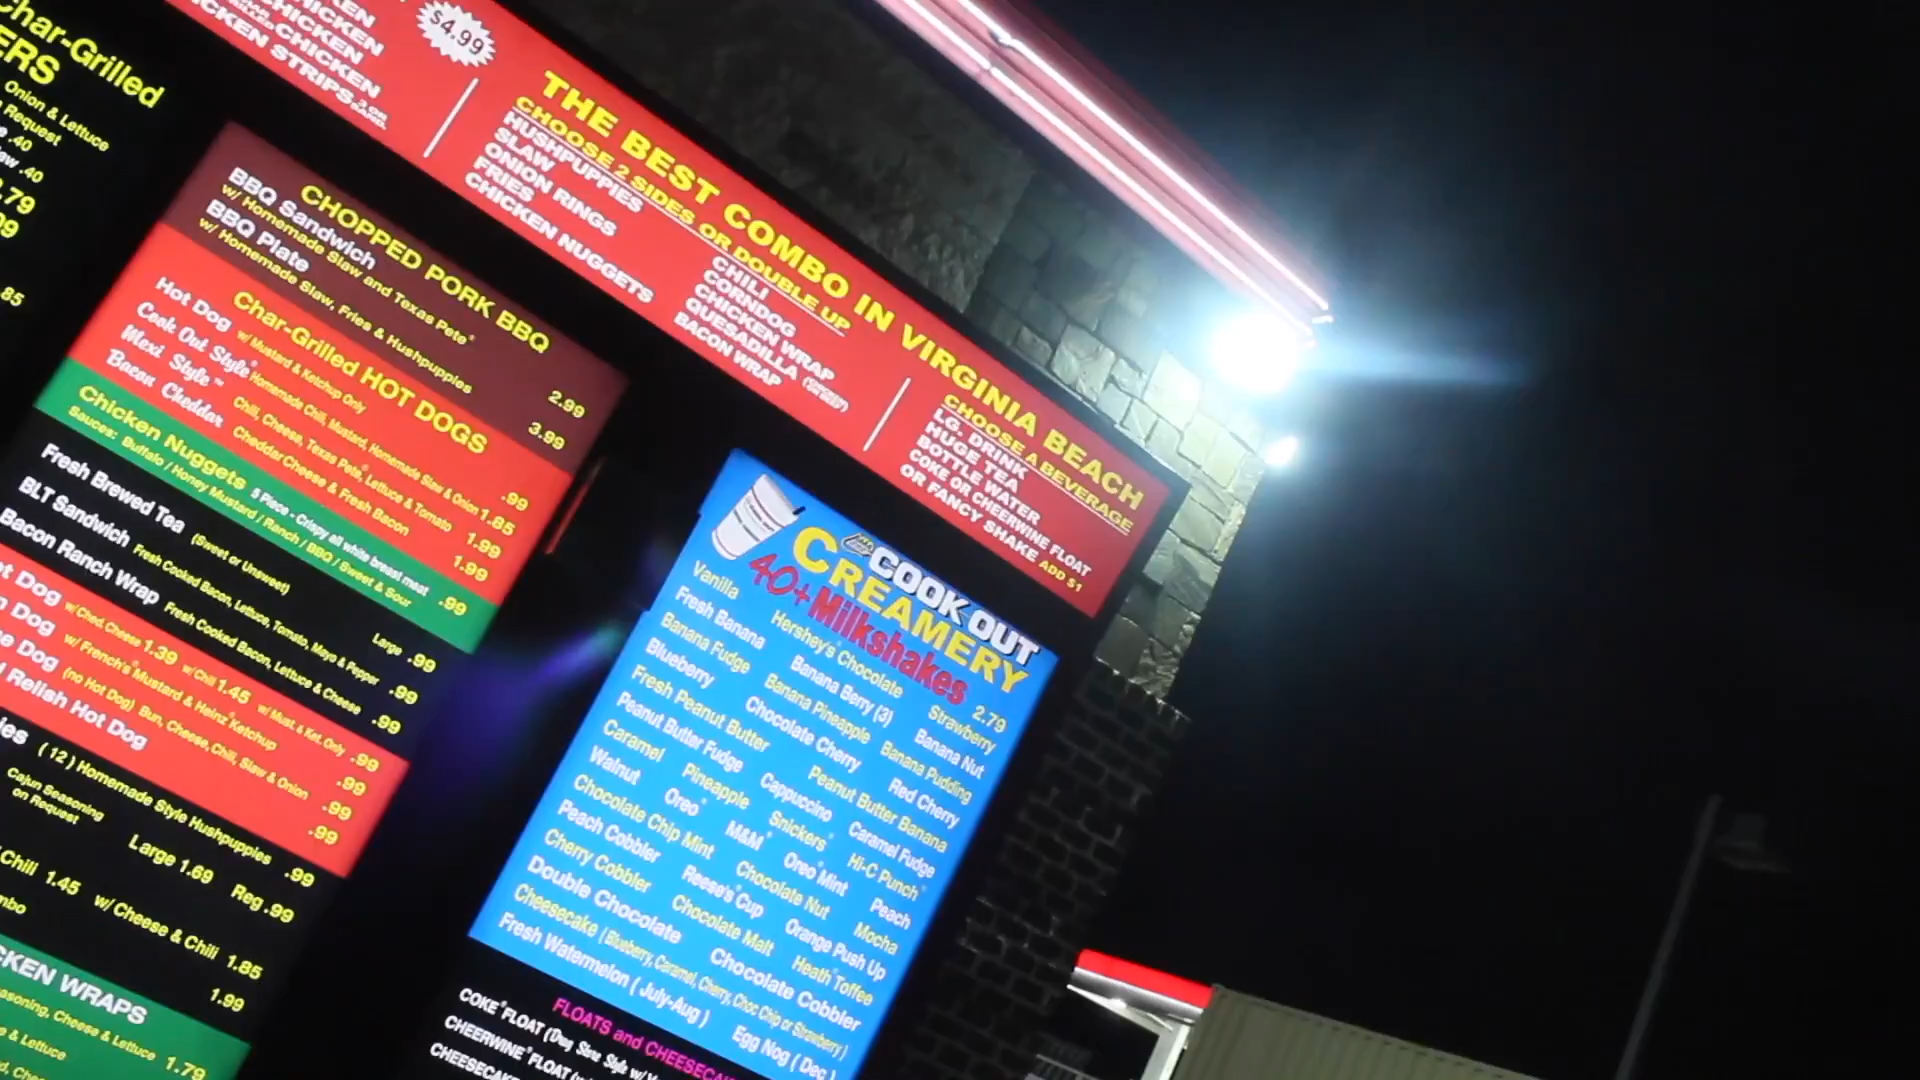 Char-Grilled
ERS
Onion & Lettuce
Request
.40
.40
.79
.85
CHICKEN
CHICKEN
CHICKEN
CHICKEN STRIPS
$4.99
THE BEST COMBO IN VIRGINIA BEACH
CHOOSE 2 SIDES OR DOUBLE UP
HUSHPUPPIES
SLAW
ONION RINGS
FRIES
CHICKEN NUGGETS
CHILI
CORNDOG
CHICKEN WRAP
QUESADILLA
BACON WRAP
CHOOSE A BEVERAGE
LG. DRINK
HUGE TEA
BOTTLE WATER
COKE OR CHEERWINE FLOAT
OR FANCY SHAKE ADD $1
CHOPPED PORK BBQ
BBQ Sandwich
w/ Homemade Slaw and Texas Pete® 2.99
BBQ Plate
w/ Homemade Slaw, Fries & Hushpuppies 3.99
Char-Grilled HOT DOGS
Hot Dog w/ Mustard & Ketchup Only .99
Cook Out Style® Homemade Chili, Mustard, Homemade Slaw & Onion 1.85
Mexi Style™ Chili, Cheese, Texas Pete®, Lettuce & Tomato 1.99
Bacon Cheddar Cheddar Cheese & Fresh Bacon 1.99
Chicken Nuggets 5 Piece - Crispy all white breast meat .99
Sauces: Buffalo / Honey Mustard / Ranch / BBQ / Sweet & Sour
Fresh Brewed Tea (Sweet or Unsweet) Large .99
BLT Sandwich Fresh Cooked Bacon, Lettuce, Tomato, Mayo & Pepper .99
Bacon Ranch Wrap Fresh Cooked Bacon, Lettuce & Cheese .99
Dog w/Ched.Cheese 1.39 w/Chili 1.45 w/ Must. & Ket. Only .99
Dog w/ French's® Mustard & Heinz® Ketchup .99
Dog (no Hot Dog) Bun, Cheese, Chili, Slaw & Onion .99
Relish Hot Dog .99
(12) Homemade Style Hushpuppies .99
Cajun Seasoning
on Request
Large 1.69 Reg .99
Chili 1.45 w/ Cheese & Chili 1.85
1.99
CKEN WRAPS
Cheese & Lettuce 1.79
& Lettuce
COOK OUT
CREAMERY
40+ Milkshakes 2.79
Vanilla Hershey's® Chocolate Strawberry
Fresh Banana Banana Berry (3) Banana Nut
Banana Fudge Banana Pineapple Banana Pudding
Blueberry Chocolate Cherry Red Cherry
Fresh Peanut Butter Peanut Butter Banana
Peanut Butter Fudge Cappuccino Caramel Fudge
Caramel Pineapple Snickers® Hi-C Punch®
Walnut Oreo® M&M® Oreo® Mint Peach
Chocolate Chip Mint Chocolate Nut Mocha
Peach Cobbler Reese's® Cup Orange Push Up
Cherry Cobbler Chocolate Malt Heath® Toffee
Double Chocolate Chocolate Cobbler
Cheesecake (Blueberry, Caramel, Cherry, Choc Chip or Strawberry)
Fresh Watermelon (July-Aug) Egg Nog (Dec.)
FLOATS and CHEESECA
COKE® FLOAT (Drug Store Style w/
CHEERWINE® FLOAT
CHEESECA